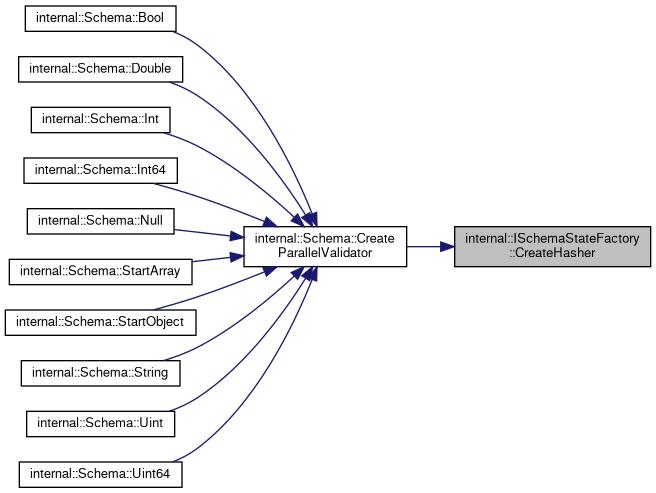 internal::Schema::Bool
internal::Schema::Double
internal::Schema::Int
internal::Schema::Int64
internal::Schema::Null
internal::Schema::StartArray
internal::Schema::StartObject
internal::Schema::String
internal::Schema::Uint
internal::Schema::Uint64
internal::Schema::Create
ParallelValidator
internal::ISchemaStateFactory
::CreateHasher